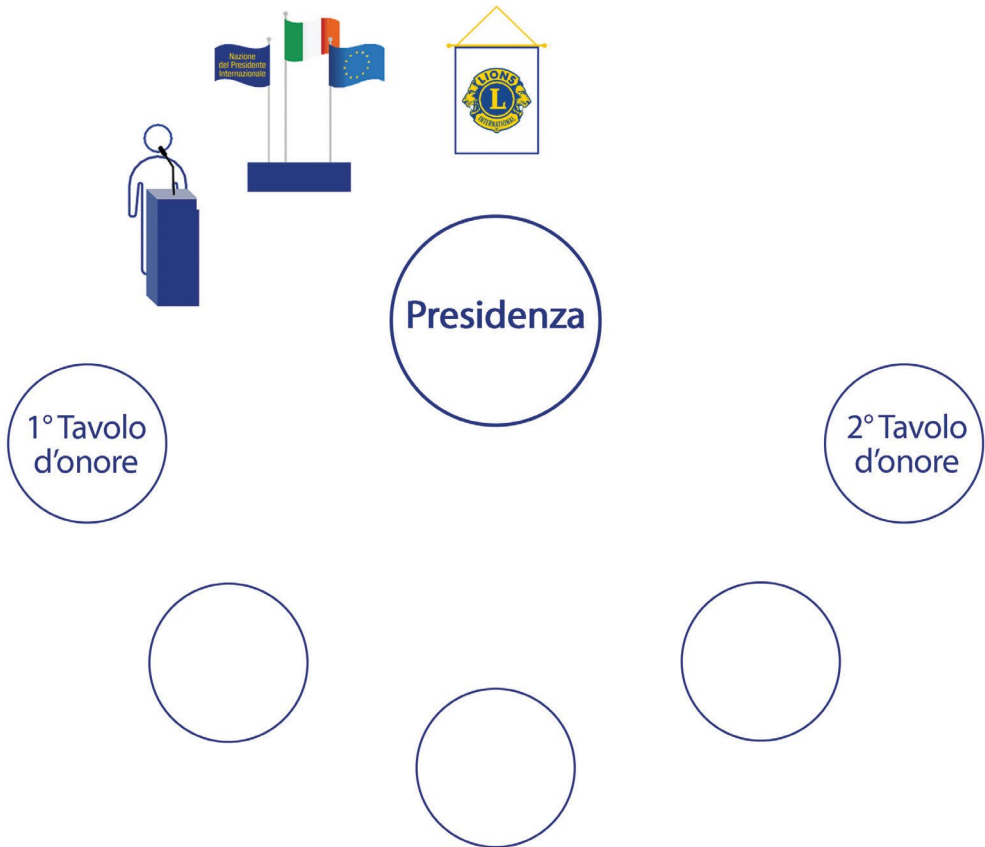 Nazione
del Presidente
Internazionale
LIONS
L
INTERNATIONAL
Presidenza
1° Tavolo
d'onore
2° Tavolo
d'onore